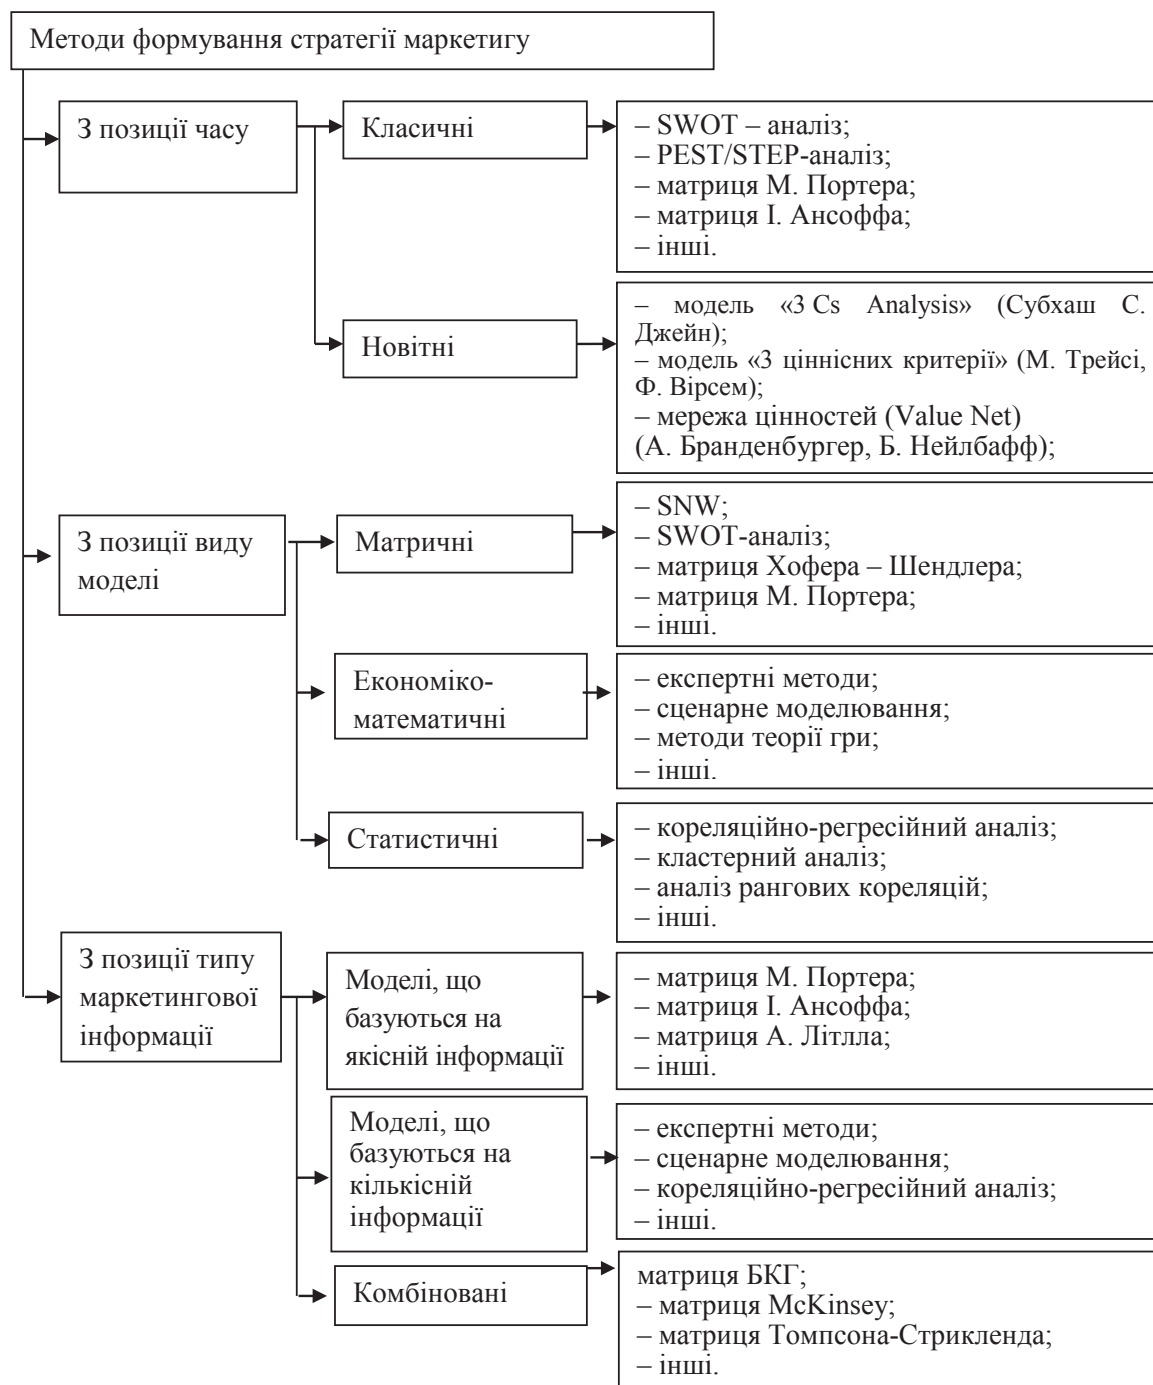 Методи формування стратегії маркетигу
З позиції часу
Класичні
– SWOT – аналіз;
– PEST/STEP-аналіз;
– матриця М. Портера;
– матриця І. Ансоффа;
– інші.
Новітні
– модель «3 Cs Analysis» (Субхаш С.
Джейн);
– модель «3 ціннісних критерії» (М. Трейсі,
Ф. Вірсем);
– мережа цінностей (Value Net)
(А. Бранденбургер, Б. Нейлбафф);
З позиції виду
моделі
Матричні
– SNW;
– SWOT-аналіз;
– матриця Хофера – Шендлера;
– матриця М. Портера;
– інші.
Економіко-
математичні
– експертні методи;
– сценарне моделювання;
– методи теорії гри;
– інші.
Статистичні
– кореляційно-регресійний аналіз;
– кластерний аналіз;
– аналіз рангових кореляцій;
– інші.
З позиції типу
маркетингової
інформації
Моделі, що
базуються на
якісній інформації
– матриця М. Портера;
– матриця І. Ансоффа;
– матриця А. Літлла;
– інші.
Моделі, що
базуються на
кількісній
інформації
– експертні методи;
– сценарне моделювання;
– кореляційно-регресійний аналіз;
– інші.
Комбіновані
матриця БКГ;
– матриця McKinsey;
– матриця Томпсона-Стрикленда;
– інші.